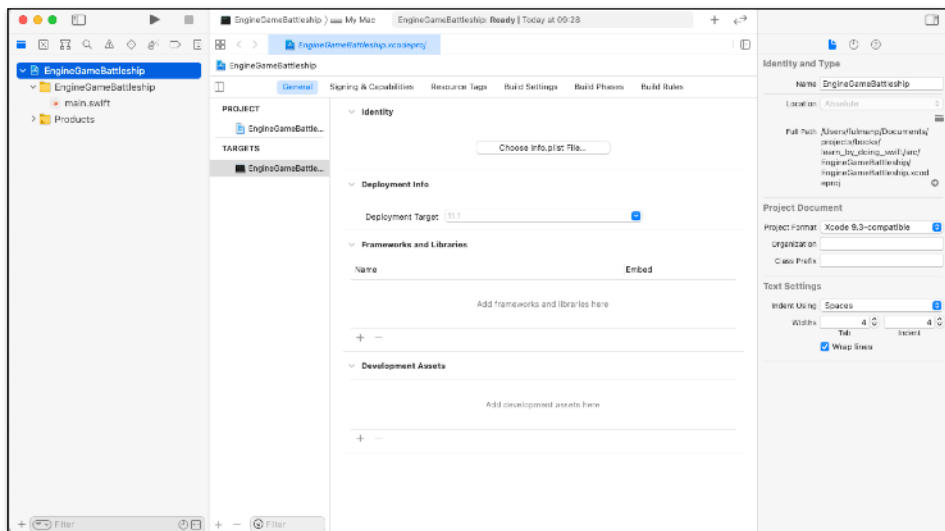 EngineGameBattleship 〉 My Mac
EngineGameBattleship: Ready | Today at 09:28
EngineGameBattleship.xcodeproj
EngineGameBattleship
EngineGameBattleship
main.swift
Products
EngineGameBattleship
General Signing & Capabilities Resource Tags Build Settings Build Phases Build Rules
PROJECT
EngineGameBattle...
TARGETS
EngineGameBattle...
Identity
Choose Info.plist File...
Deployment Info
Deployment Target 11.1
Frameworks and Libraries
Name Embed
Add frameworks and libraries here
+ −
Development Assets
Add development assets here
+ −
Identity and Type
Name EngineGameBattleship
Location Absolute
Full Path /Users/fulmanp/Documents/
projects/books/
learn_by_doing_swift/src/
EngineGameBattleship/
EngineGameBattleship.xcod
eproj
Project Document
Project Format Xcode 9.3-compatible
Organization
Class Prefix
Text Settings
Indent Using Spaces
Widths 4 4
Tab Indent
Wrap lines
+ Filter
+ − Filter